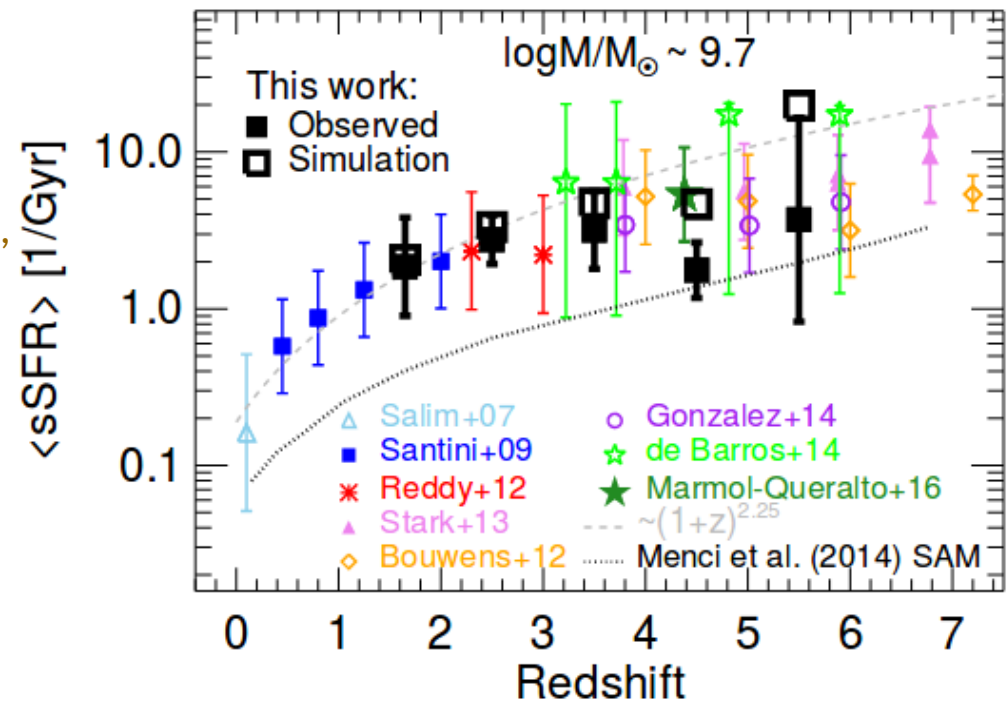 logM/M☉ ~ 9.7
This work:
Observed
Simulation
,
<sSFR> [1/Gyr]
10.0
1.0
0.1
Salim+07
Santini+09
Reddy+12
Stark+13
Bouwens+12
Gonzalez+14
de Barros+14
Marmol-Queralto+16
~(1+z)^2.25
Menci et al. (2014) SAM
0 1 2 3 4 5 6 7
Redshift